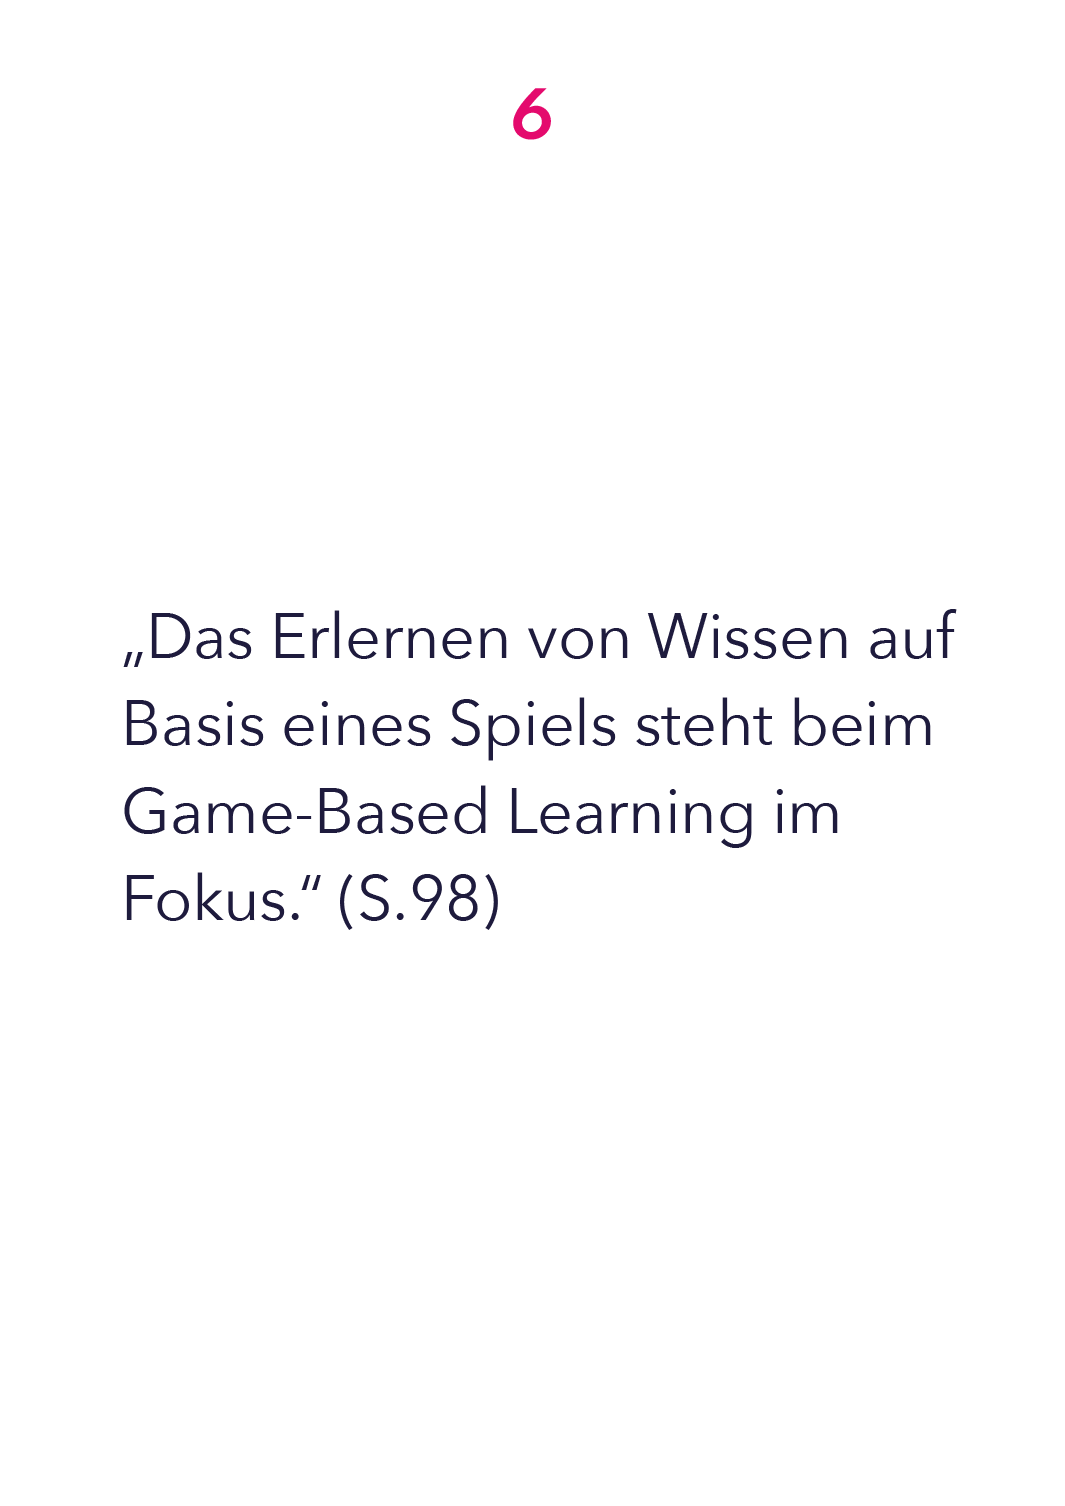 6
„Das Erlernen von Wissen auf
Basis eines Spiels steht beim
Game-Based Learning im
Fokus.“ (S.98)